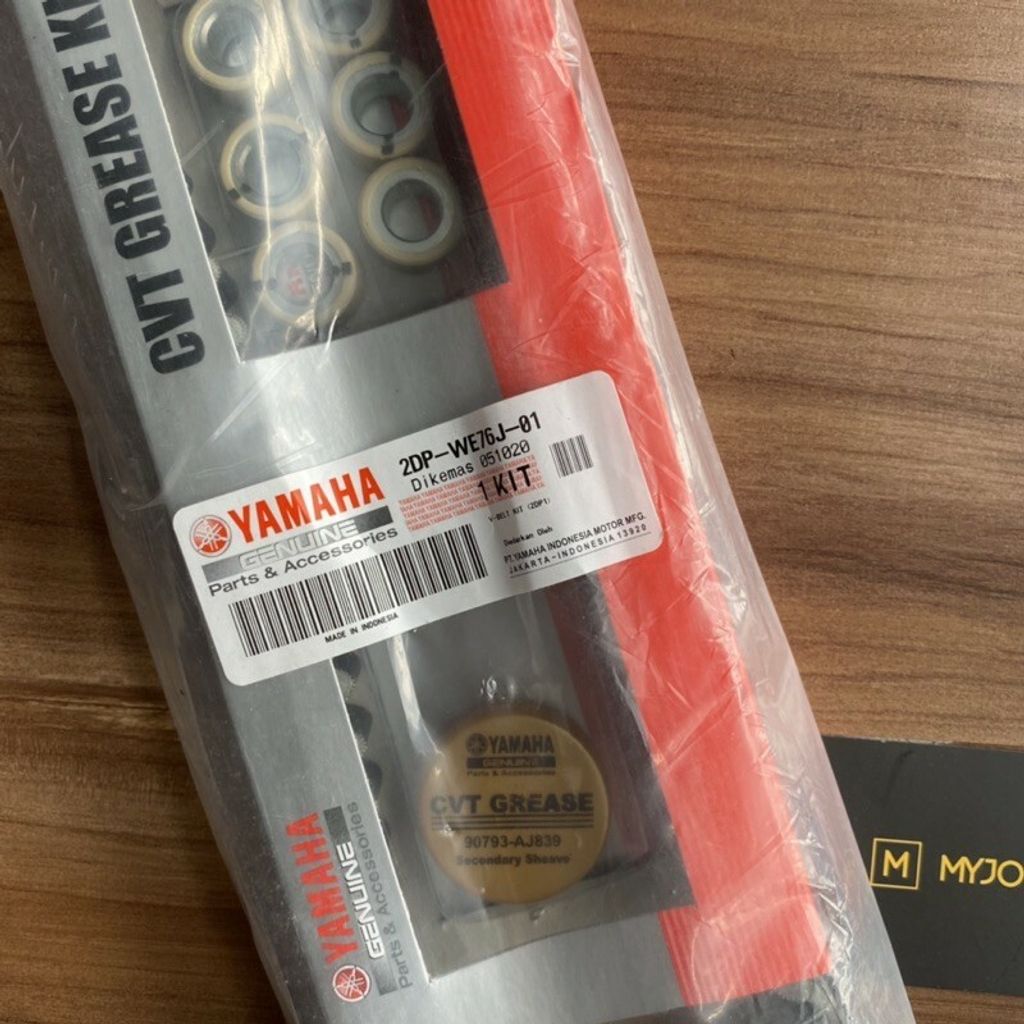 CVT GREASE
YAMAHA
GENUINE
Parts & Accessories
2DP-WE76J-01
Dikemas 051020
1 KIT
V-BELT KIT (2DP1)
Diedarkan Oleh
PT.YAMAHA INDONESIA MOTOR MFG.
JAKARTA-INDONESIA 13920
MADE IN INDONESIA
YAMAHA
GENUINE
Parts & Accessories
CVT GREASE
90793-AJ839
Secondary Sheave
YAMAHA
GENUINE
Parts & Accessories
M MYJO